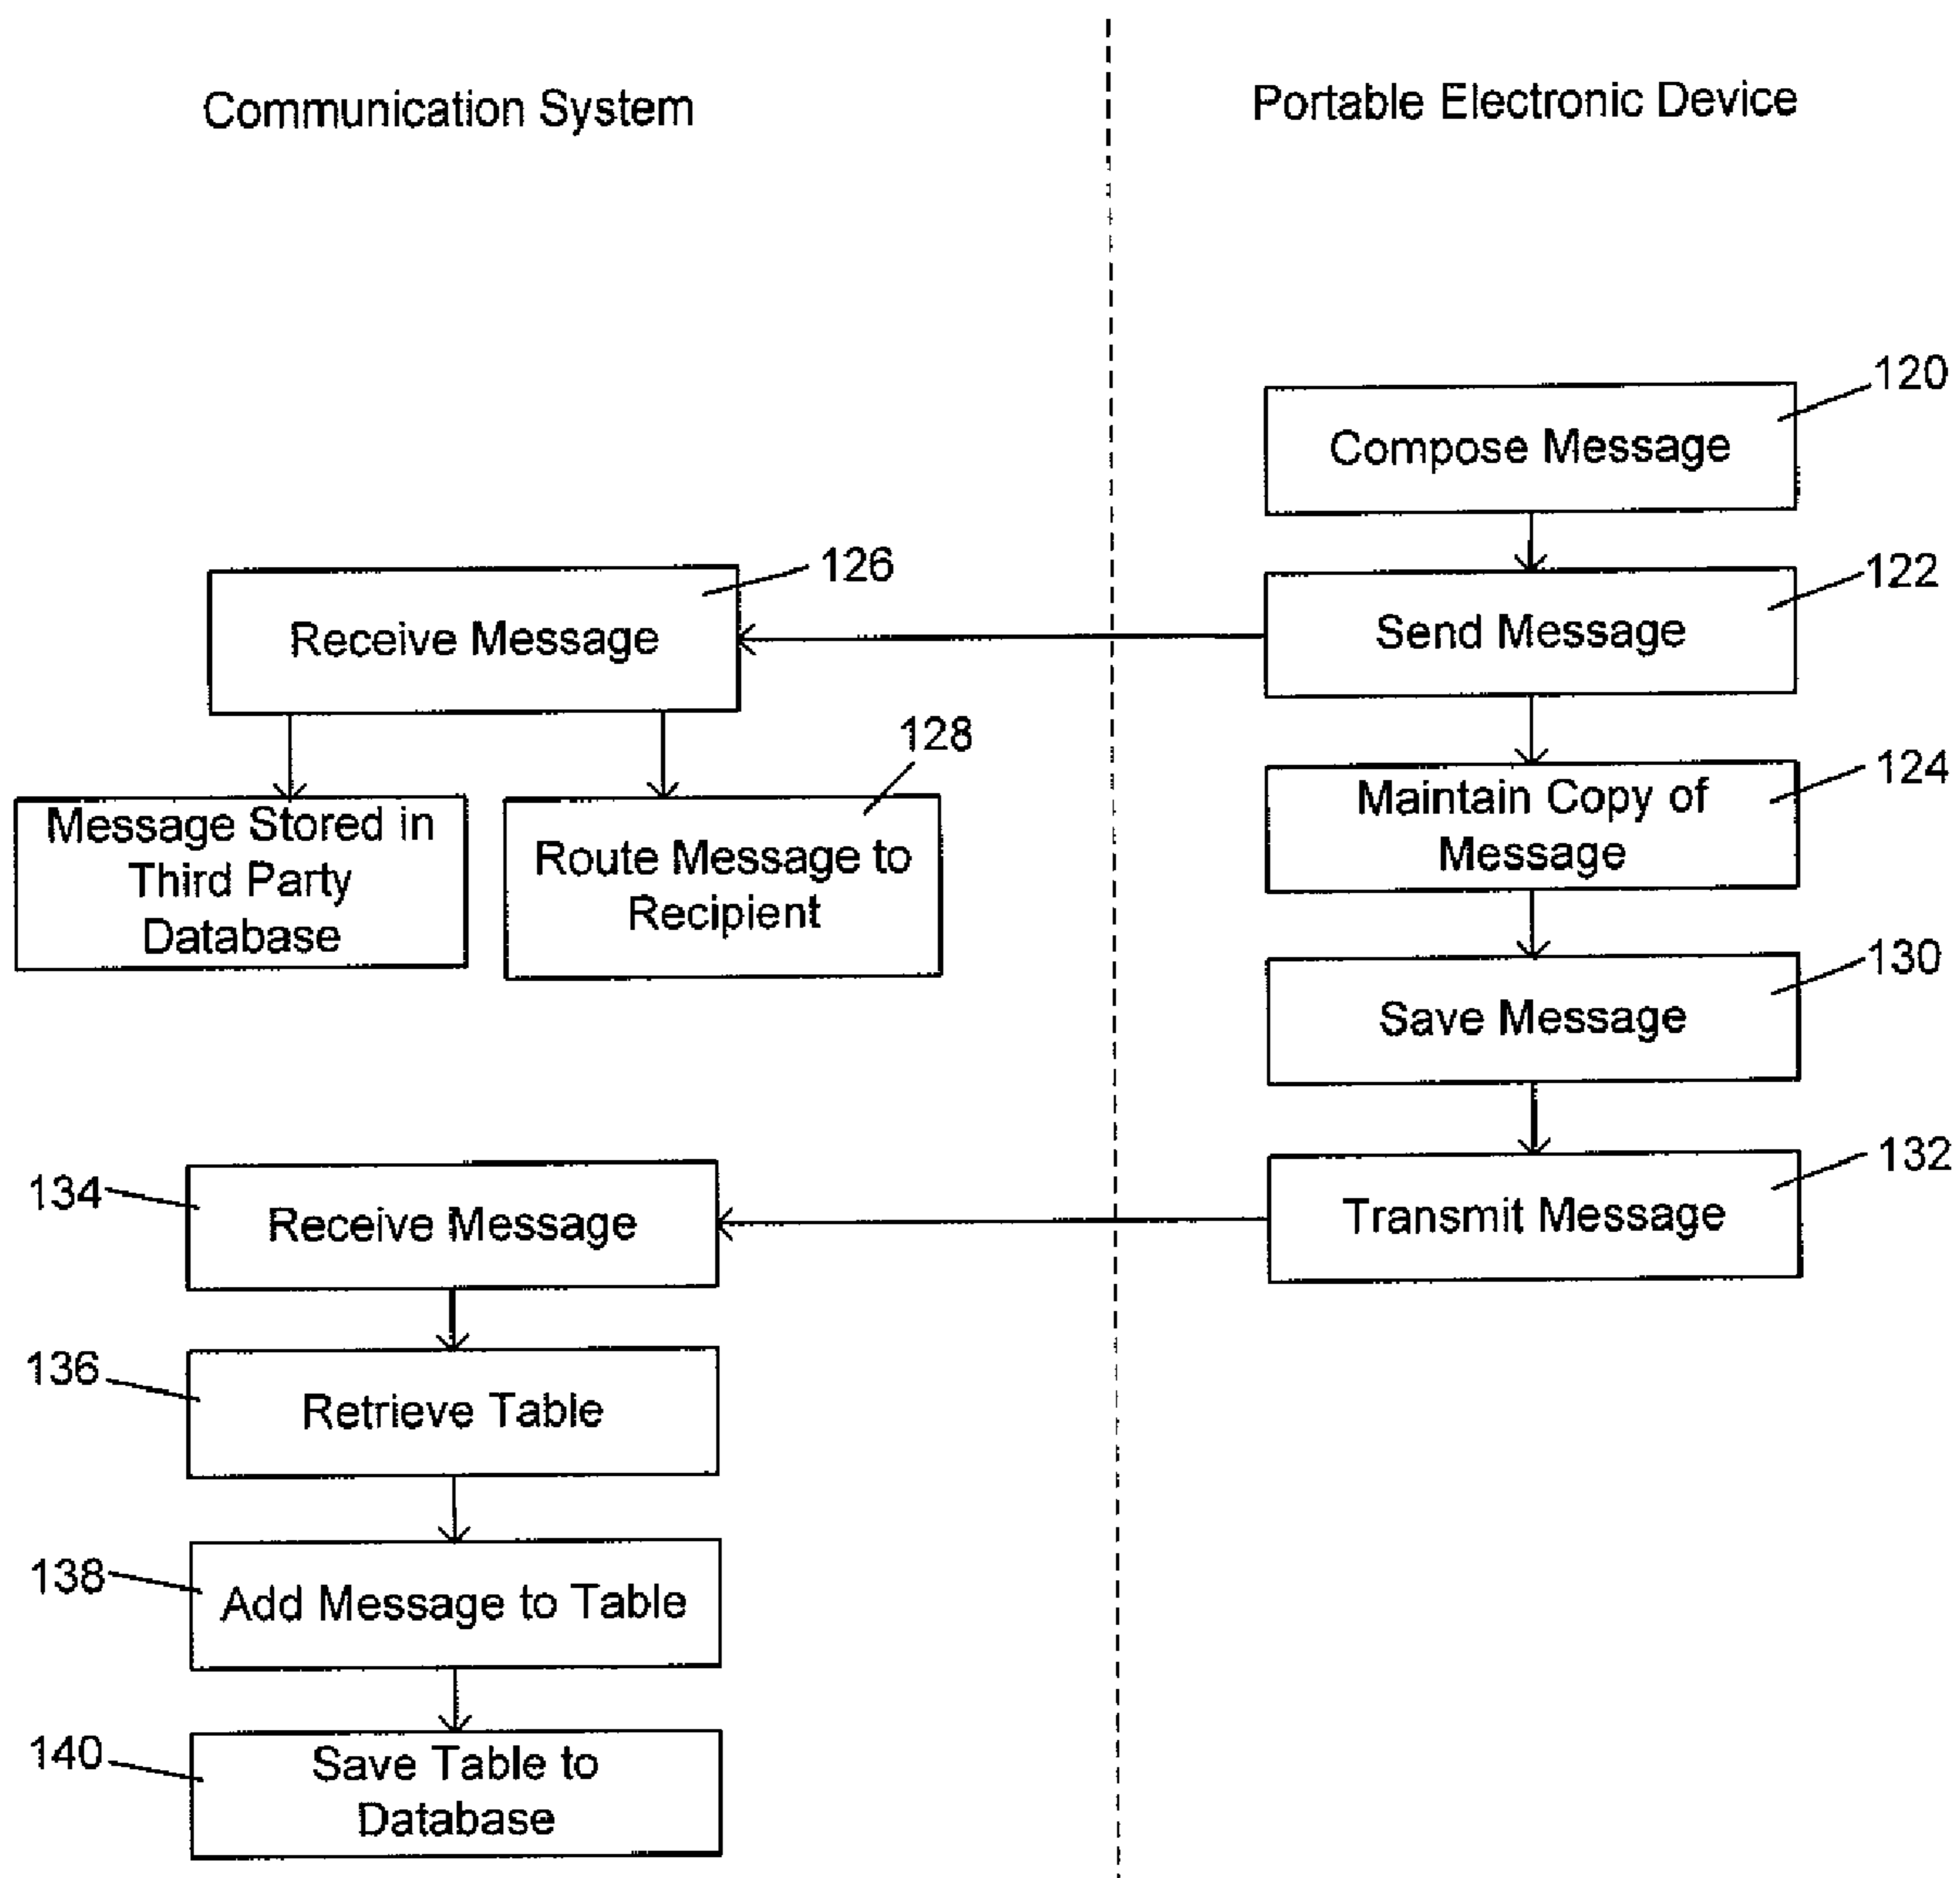 Communication System
Portable Electronic Device
120
Compose Message
126
Receive Message
122
Send Message
128
Message Stored in
Third Party
Database
Route Message to
Recipient
124
Maintain Copy of
Message
130
Save Message
134
Receive Message
132
Transmit Message
136
Retrieve Table
138
Add Message to Table
140
Save Table to
Database